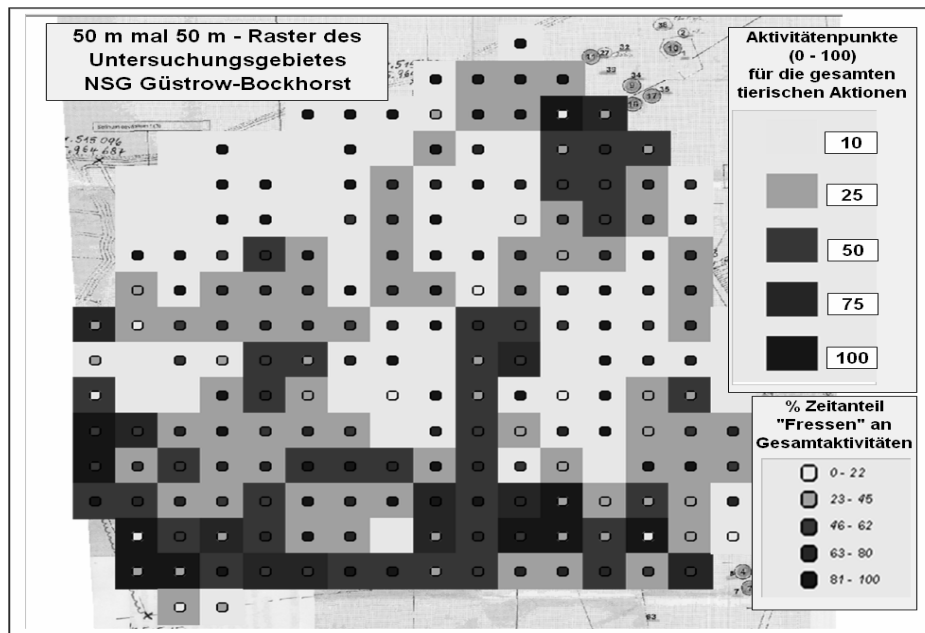 50 m mal 50 m - Raster des
Untersuchungsgebietes
NSG Güstrow-Bockhorst
Aktivitätenpunkte
(0 - 100)
für die gesamten
tierischen Aktionen
10
25
50
75
100
% Zeitanteil
"Fressen" an
Gesamtaktivitäten
0 - 22
23 - 45
46 - 62
63 - 80
81 - 100
63